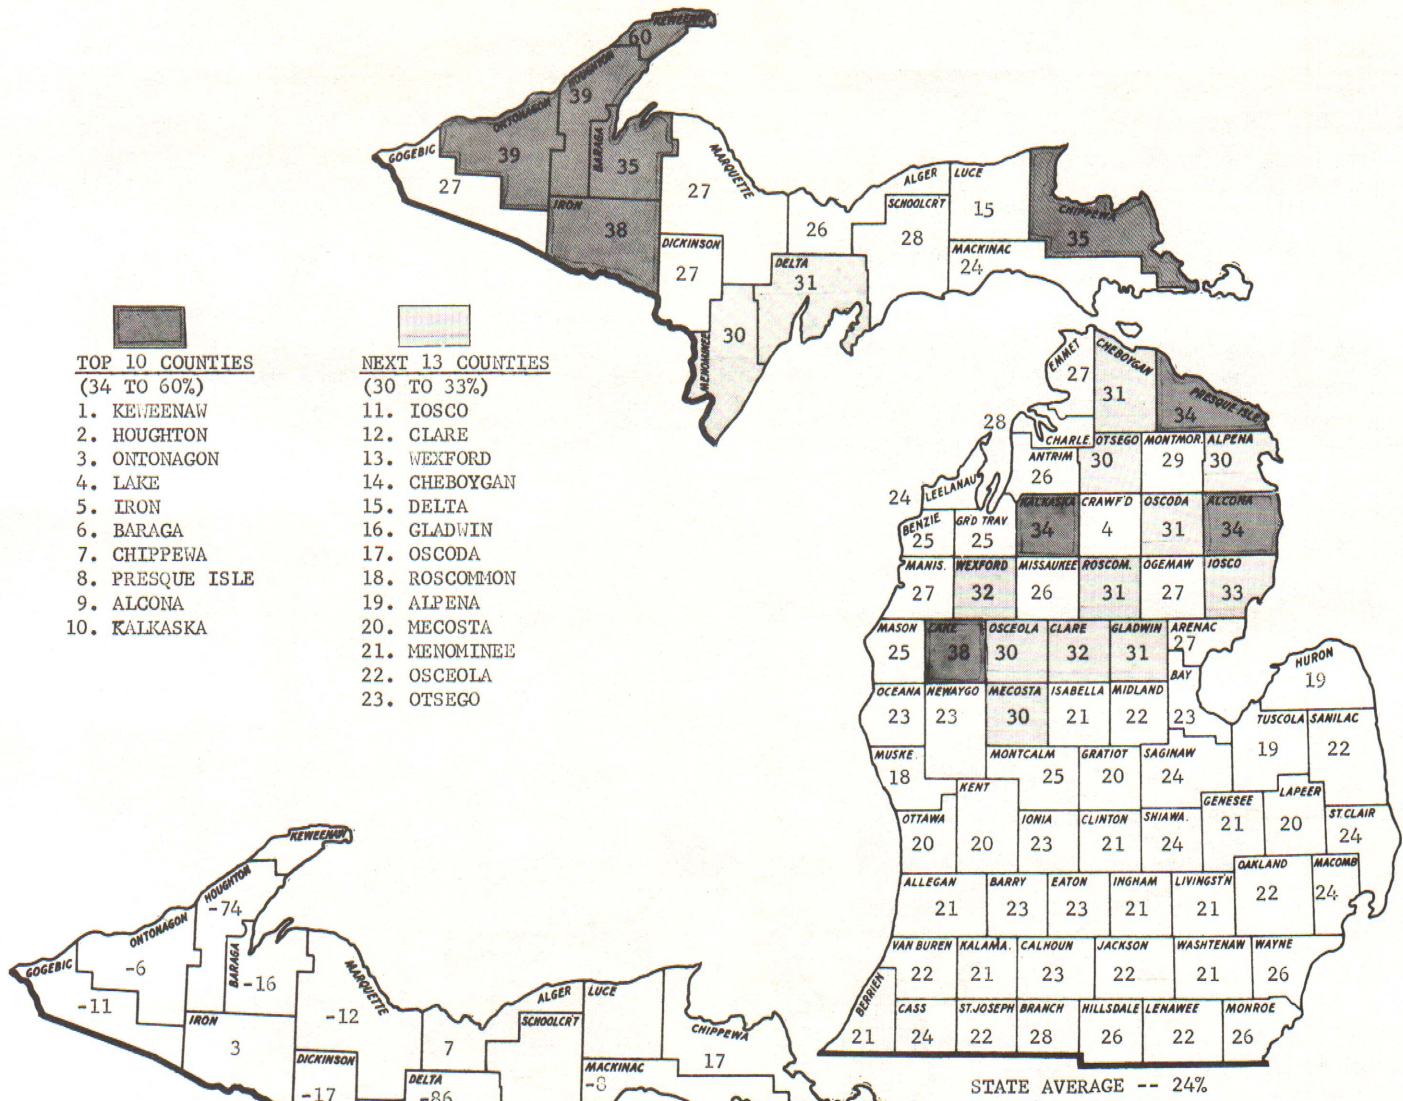 KEWEENAW
60
HOUGHTON
39
ONTONAGON
39
BARAGA
35
GOGEBIC
27
MARQUETTE
27
IRON
38
DICKINSON
27
ALGER
26
LUCE
15
SCHOOLCR'T
28
CHIPPEWA
35
MACKINAC
24
DELTA
31
MENOMINEE
30
TOP 10 COUNTIES
(34 TO 60%)
1. KEWEENAW
2. HOUGHTON
3. ONTONAGON
4. LAKE
5. IRON
6. BARAGA
7. CHIPPEWA
8. PRESQUE ISLE
9. ALCONA
10. KALKASKA
NEXT 13 COUNTIES
(30 TO 33%)
11. IOSCO
12. CLARE
13. WEXFORD
14. CHEBOYGAN
15. DELTA
16. GLADWIN
17. OSCODA
18. ROSCOMMON
19. ALPENA
20. MECOSTA
21. MENOMINEE
22. OSCEOLA
23. OTSEGO
EMMET
27
CHEBOYGAN
31
PRESQUE ISLE
34
28
CHARLE. OTSEGO MONTMOR. ALPENA
30 29 30
ANTRIM
26
24 LEELANAU
KALKASKA CRAWF'D OSCODA ALCONA
34 4 31 34
BENZIE GR'D TRAV
25 25
MANIS. WEXFORD MISSAUKEE ROSCOM. OGEMAW IOSCO
27 32 26 31 27 33
MASON LAKE OSCEOLA CLARE GLADWIN ARENAC
25 38 30 32 31 27
BAY
23
HURON
19
OCEANA NEWAYGO MECOSTA ISABELLA MIDLAND
23 23 30 21 22
TUSCOLA SANILAC
19 22
MUSKE MONTCALM GRATIOT SAGINAW
18 25 20 24
KENT
20
GENESEE LAPEER
21 20
OTTAWA IONIA CLINTON SHIAWA. ST.CLAIR
20 23 21 24 24
OAKLAND MACOMB
22 24
ALLEGAN BARRY EATON INGHAM LIVINGST'N
21 23 23 21 21
VAN BUREN KALAMA. CALHOUN JACKSON WASHTENAW WAYNE
22 21 23 22 21 26
BERRIEN
21
CASS ST.JOSEPH BRANCH HILLSDALE LENAWEE MONROE
24 22 28 26 22 26
STATE AVERAGE -- 24%
KEWEENAW
HOUGHTON
-74
ONTONAGON
-6
BARAGA
-16
GOGEBIC
-11
MARQUETTE
-12
IRON
3
DICKINSON
-17
ALGER
7
LUCE
SCHOOLCR'T
CHIPPEWA
17
MACKINAC
-8
DELTA
-86